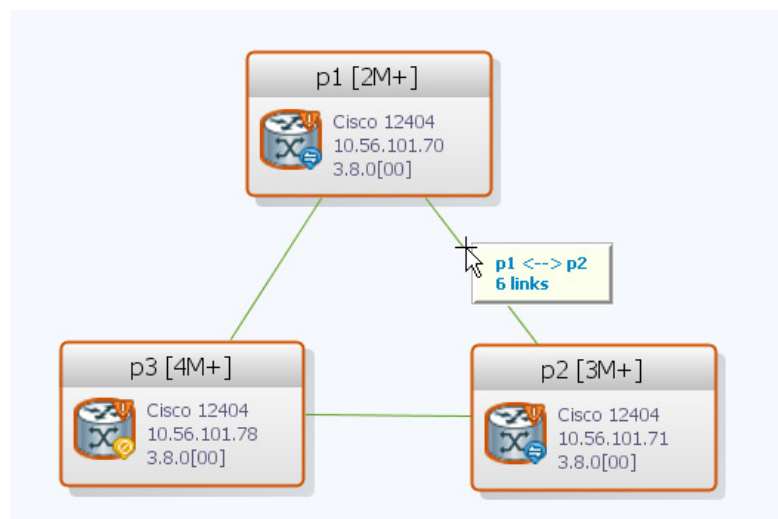 p1 [2M+]
Cisco 12404
10.56.101.70
3.8.0[00]
p1 <--> p2
6 links
p3 [4M+]
Cisco 12404
10.56.101.78
3.8.0[00]
p2 [3M+]
Cisco 12404
10.56.101.71
3.8.0[00]